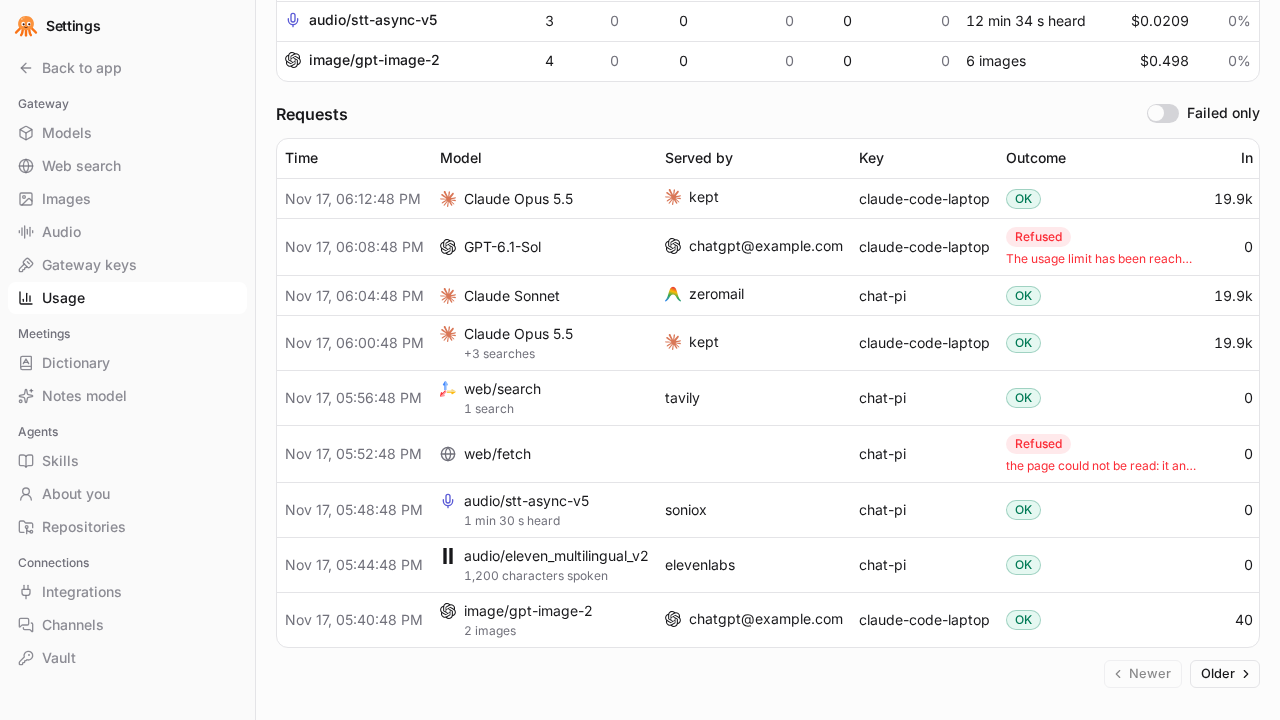 Settings
Back to app
Gateway
Models
Web search
Images
Audio
Gateway keys
Usage
Meetings
Dictionary
Notes model
Agents
Skills
About you
Repositories
Connections
Integrations
Channels
Vault
audio/stt-async-v5 3 0 0 0 0 0 12 min 34 s heard $0.0209 0%
image/gpt-image-2 4 0 0 0 0 0 6 images $0.498 0%
Requests
Failed only
Time Model Served by Key Outcome In
Nov 17, 06:12:48 PM Claude Opus 5.5 kept claude-code-laptop OK 19.9k
Nov 17, 06:08:48 PM GPT-6.1-Sol chatgpt@example.com claude-code-laptop Refused 0
The usage limit has been reach...
Nov 17, 06:04:48 PM Claude Sonnet zeromail chat-pi OK 19.9k
Nov 17, 06:00:48 PM Claude Opus 5.5 kept claude-code-laptop OK 19.9k
+3 searches
Nov 17, 05:56:48 PM web/search tavily chat-pi OK 0
1 search
Nov 17, 05:52:48 PM web/fetch chat-pi Refused 0
the page could not be read: it an...
Nov 17, 05:48:48 PM audio/stt-async-v5 soniox chat-pi OK 0
1 min 30 s heard
Nov 17, 05:44:48 PM audio/eleven_multilingual_v2 elevenlabs chat-pi OK 0
1,200 characters spoken
Nov 17, 05:40:48 PM image/gpt-image-2 chatgpt@example.com claude-code-laptop OK 40
2 images
Newer
Older